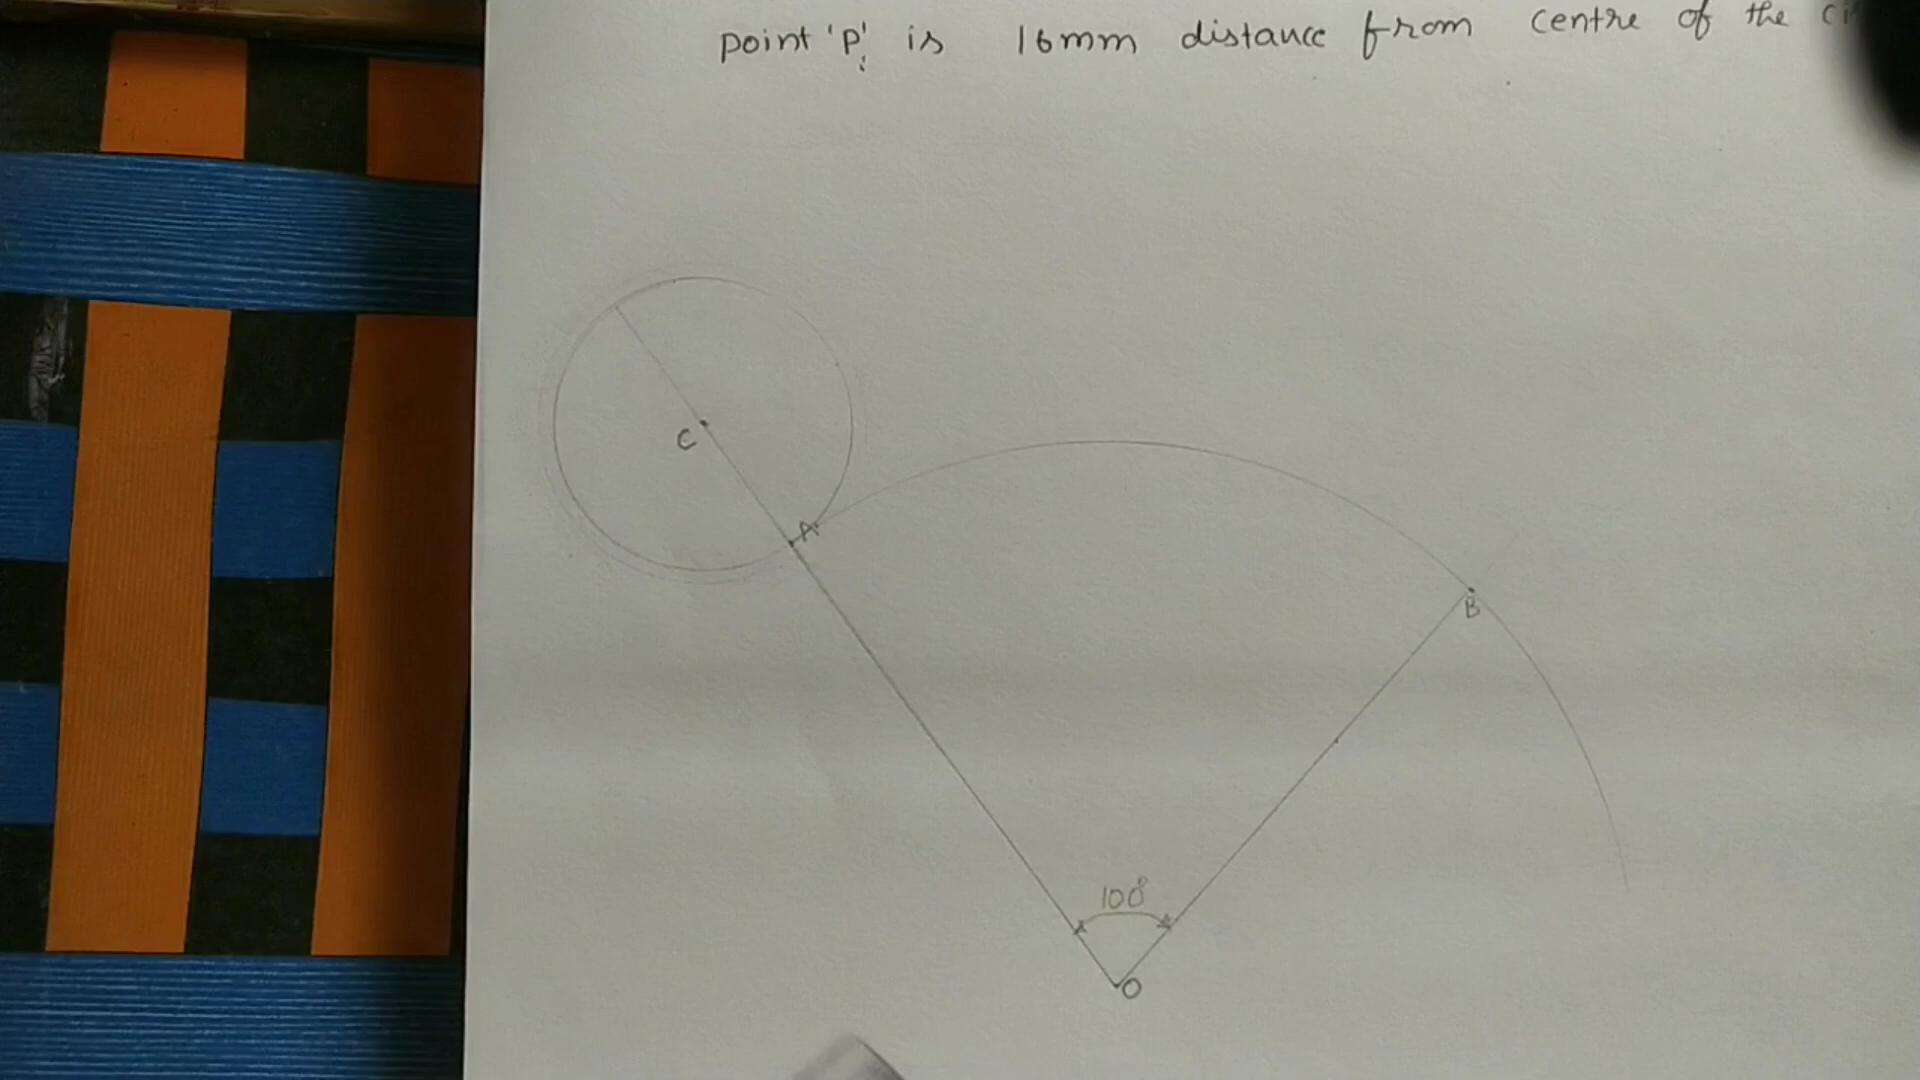 point 'P' is 16mm distance from centre of the
C
A
B
100°
O